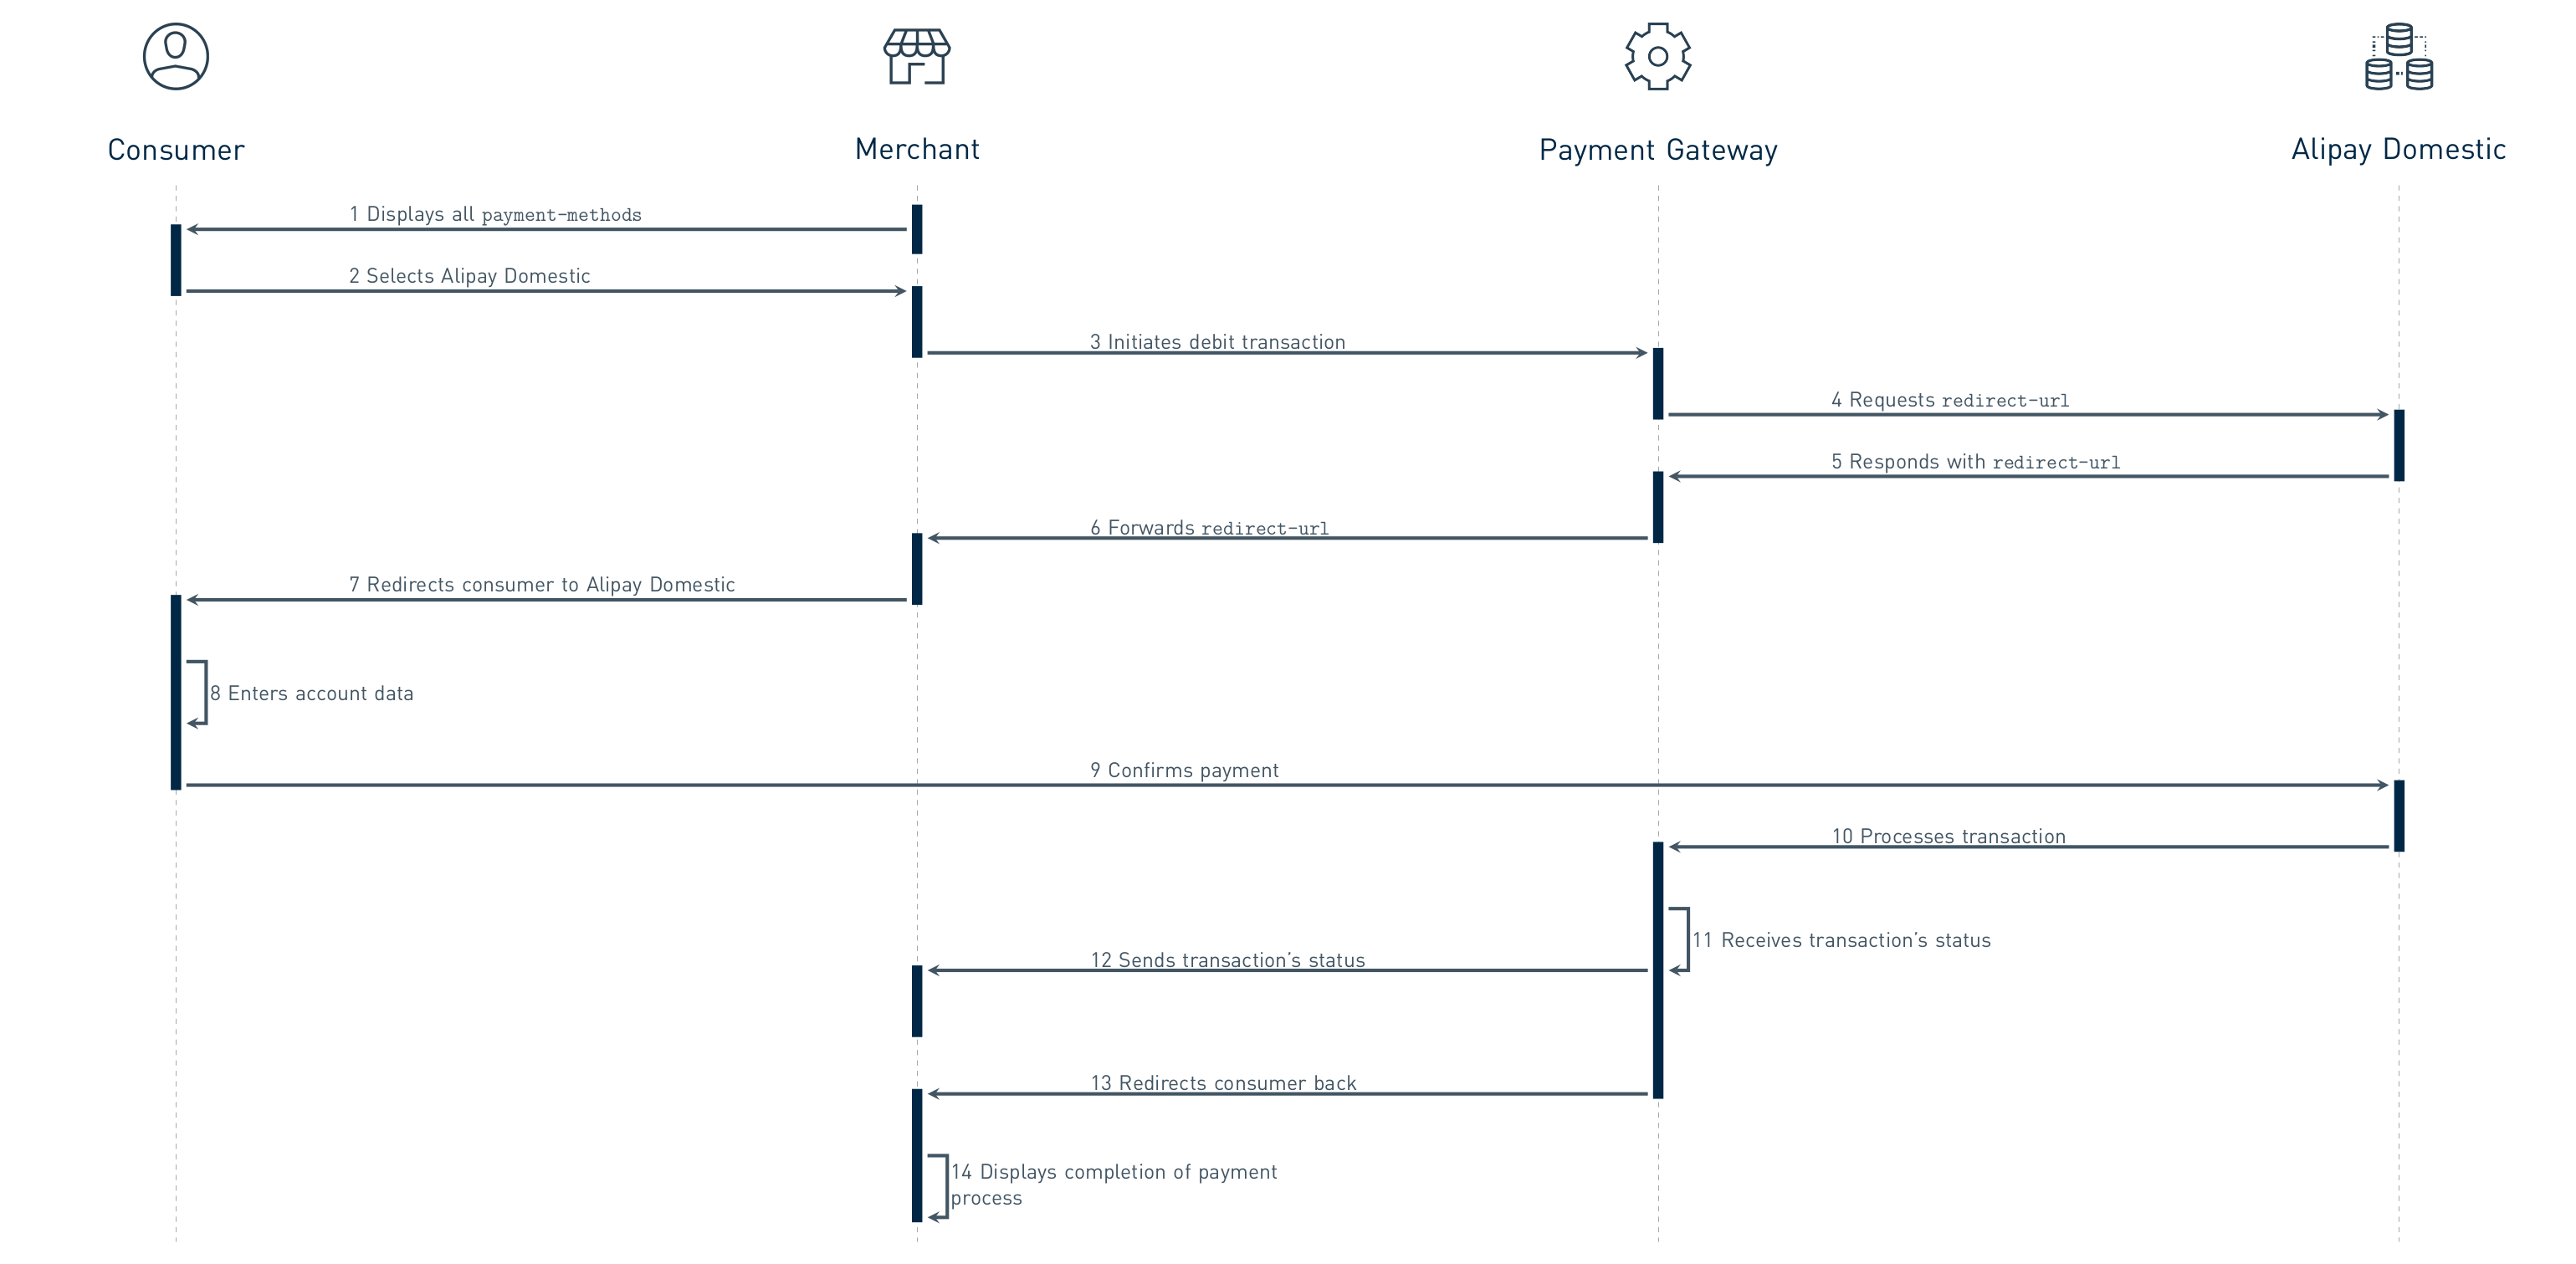 Consumer
Merchant
Payment Gateway
Alipay Domestic
1 Displays all payment-methods
2 Selects Alipay Domestic
3 Initiates debit transaction
4 Requests redirect-url
5 Responds with redirect-url
6 Forwards redirect-url
7 Redirects consumer to Alipay Domestic
8 Enters account data
9 Confirms payment
10 Processes transaction
11 Receives transaction's status
12 Sends transaction's status
13 Redirects consumer back
14 Displays completion of payment
process